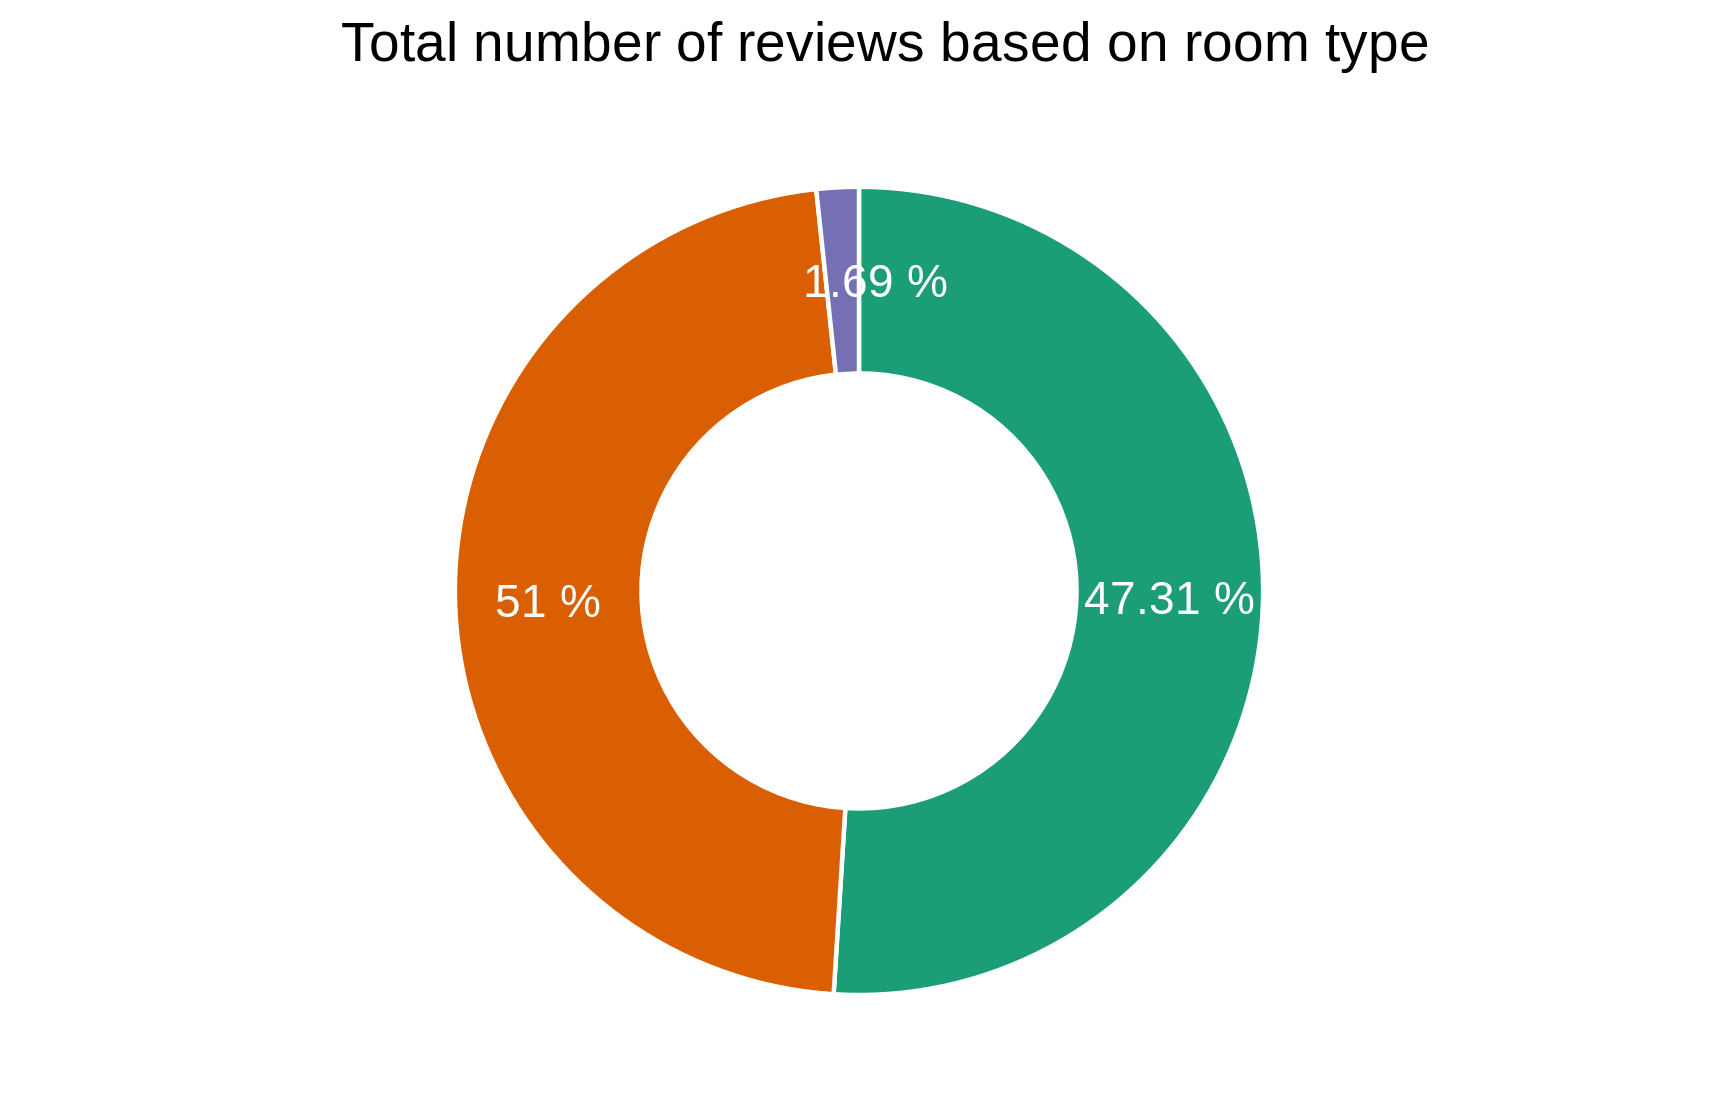 Total number of reviews based on room type
1.69 %
51 %
47.31 %